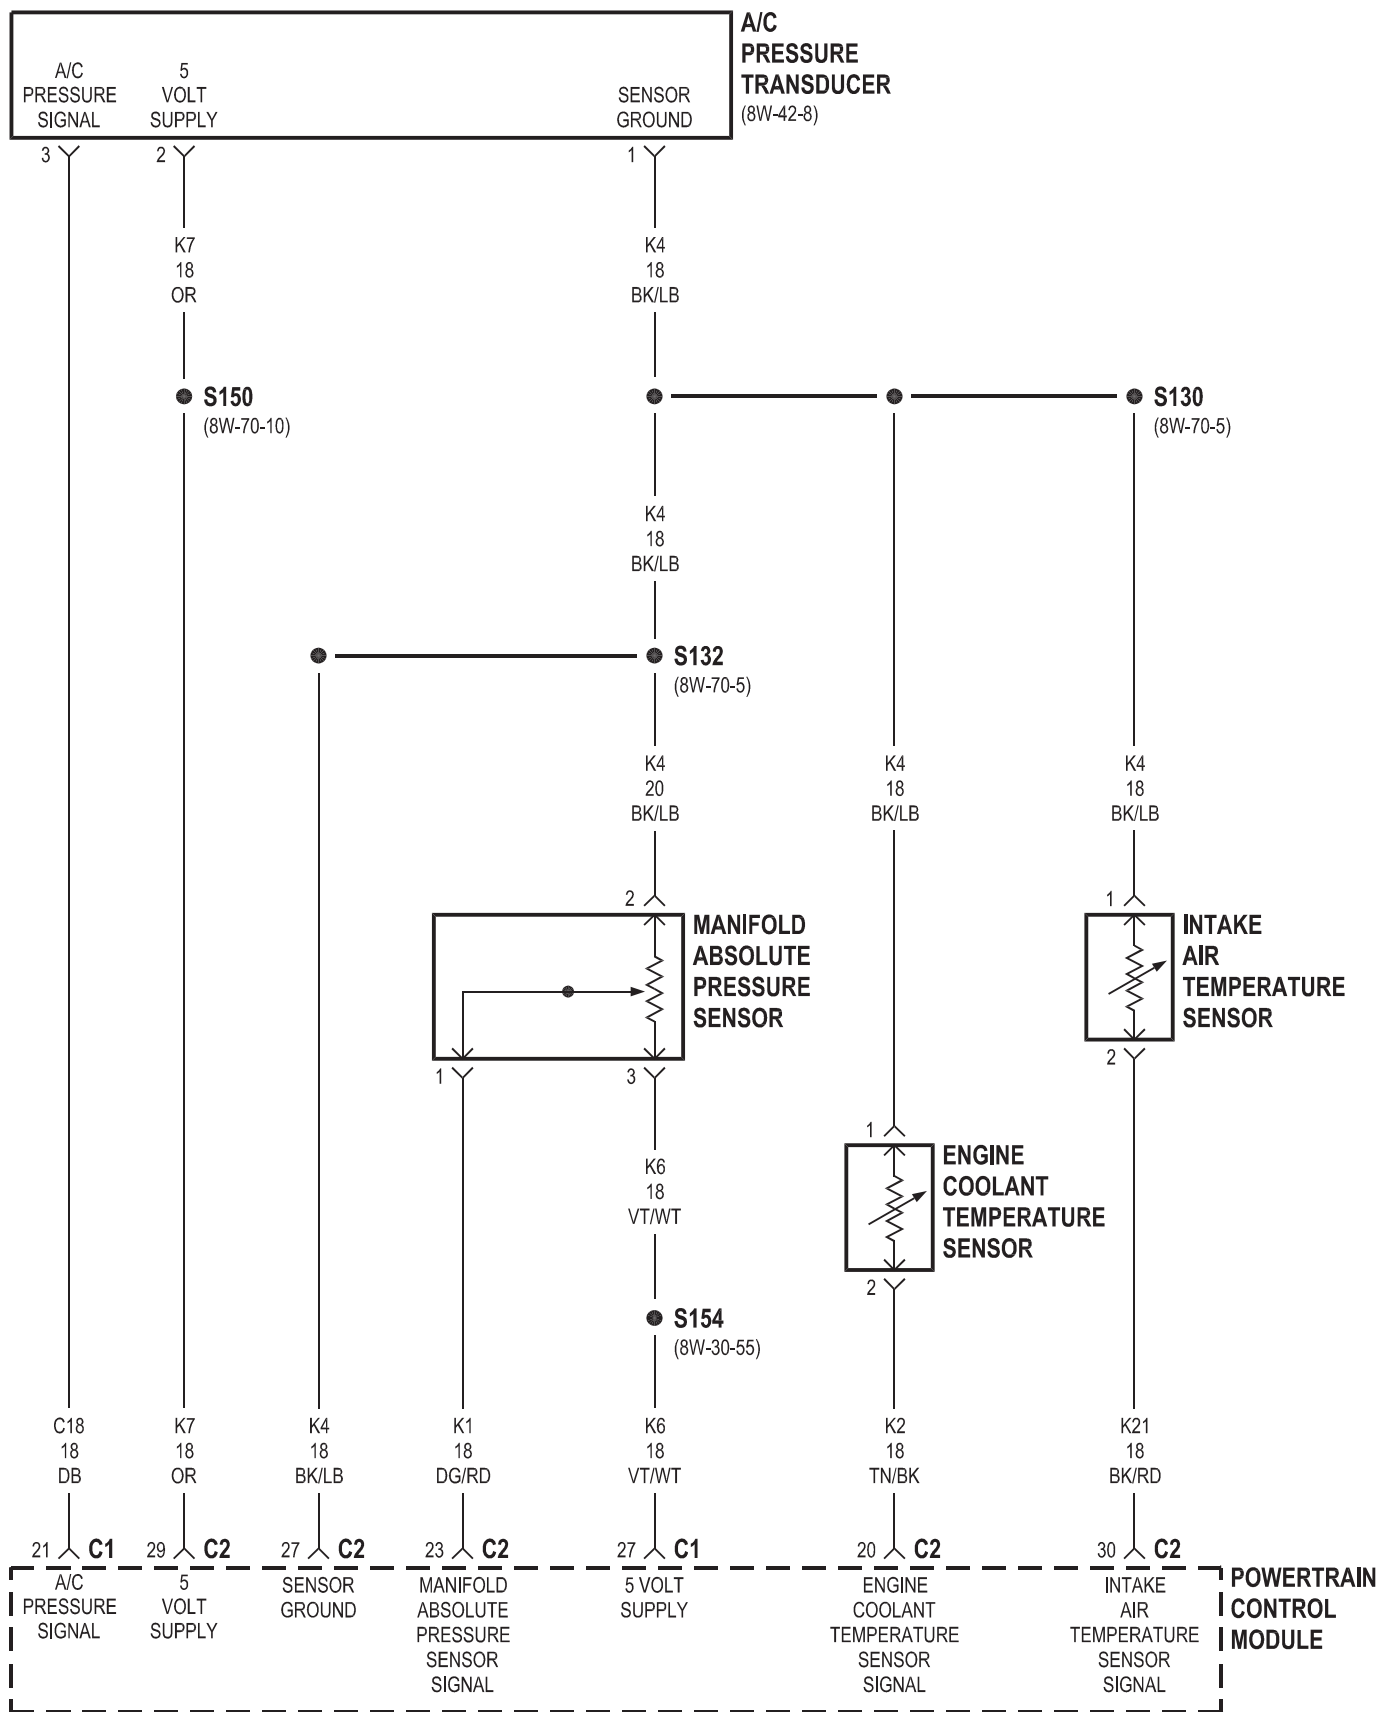 A/C
PRESSURE
TRANSDUCER
(8W-42-8)
A/C
PRESSURE
SIGNAL
5
VOLT
SUPPLY
SENSOR
GROUND
3
2
1
K7
18
OR
K4
18
BK/LB
S150
(8W-70-10)
S130
(8W-70-5)
K4
18
BK/LB
S132
(8W-70-5)
K4
20
BK/LB
K4
18
BK/LB
K4
18
BK/LB
2
1
MANIFOLD
ABSOLUTE
PRESSURE
SENSOR
INTAKE
AIR
TEMPERATURE
SENSOR
1
3
2
1
ENGINE
COOLANT
TEMPERATURE
SENSOR
K6
18
VT/WT
2
S154
(8W-30-55)
C18
18
DB
K7
18
OR
K4
18
BK/LB
K1
18
DG/RD
K6
18
VT/WT
K2
18
TN/BK
K21
18
BK/RD
21 C1
29 C2
27 C2
23 C2
27 C1
20 C2
30 C2
A/C
PRESSURE
SIGNAL
5
VOLT
SUPPLY
SENSOR
GROUND
MANIFOLD
ABSOLUTE
PRESSURE
SENSOR
SIGNAL
5 VOLT
SUPPLY
ENGINE
COOLANT
TEMPERATURE
SENSOR
SIGNAL
INTAKE
AIR
TEMPERATURE
SENSOR
SIGNAL
POWERTRAIN
CONTROL
MODULE